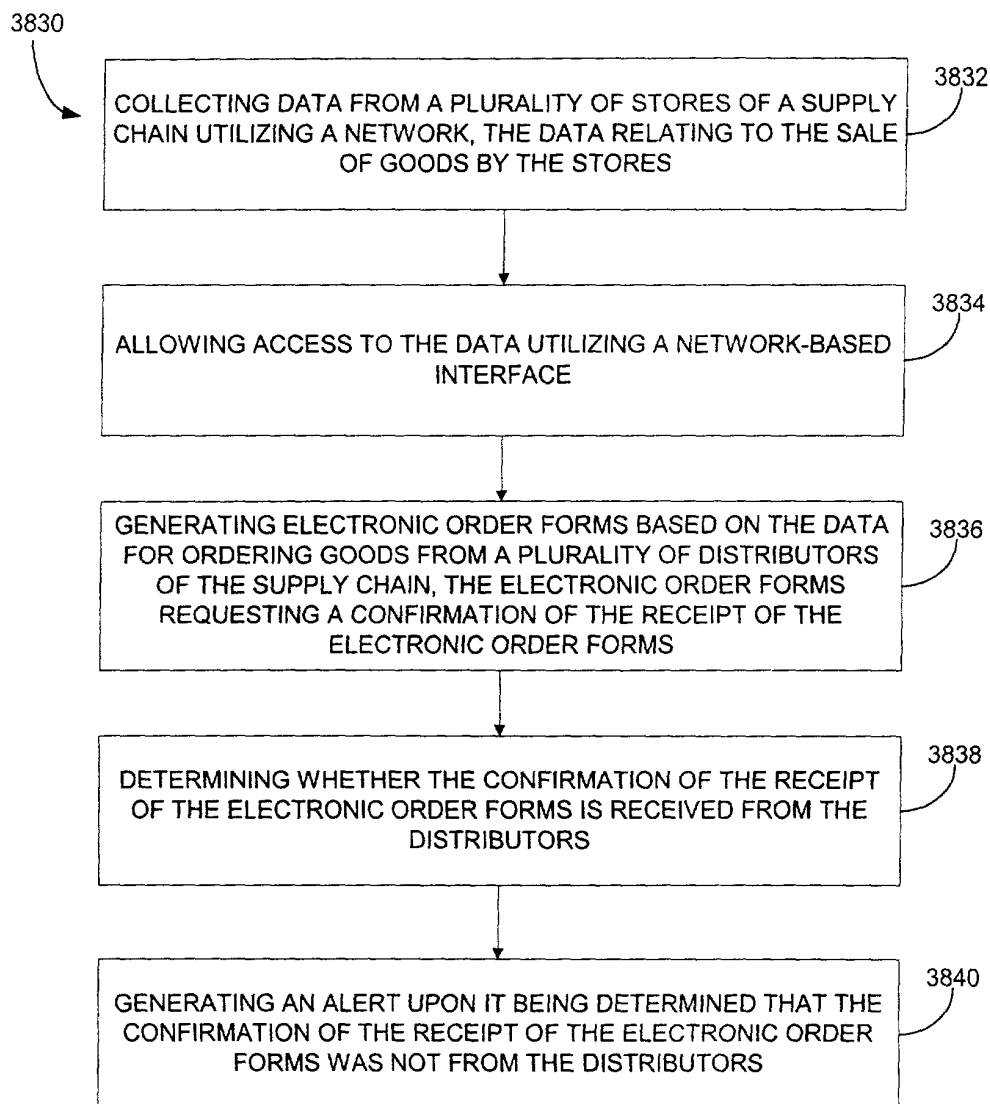 3830
3832
COLLECTING DATA FROM A PLURALITY OF STORES OF A SUPPLY
CHAIN UTILIZING A NETWORK, THE DATA RELATING TO THE SALE
OF GOODS BY THE STORES
3834
ALLOWING ACCESS TO THE DATA UTILIZING A NETWORK-BASED
INTERFACE
3836
GENERATING ELECTRONIC ORDER FORMS BASED ON THE DATA
FOR ORDERING GOODS FROM A PLURALITY OF DISTRIBUTORS
OF THE SUPPLY CHAIN, THE ELECTRONIC ORDER FORMS
REQUESTING A CONFIRMATION OF THE RECEIPT OF THE
ELECTRONIC ORDER FORMS
3838
DETERMINING WHETHER THE CONFIRMATION OF THE RECEIPT
OF THE ELECTRONIC ORDER FORMS IS RECEIVED FROM THE
DISTRIBUTORS
3840
GENERATING AN ALERT UPON IT BEING DETERMINED THAT THE
CONFIRMATION OF THE RECEIPT OF THE ELECTRONIC ORDER
FORMS WAS NOT FROM THE DISTRIBUTORS